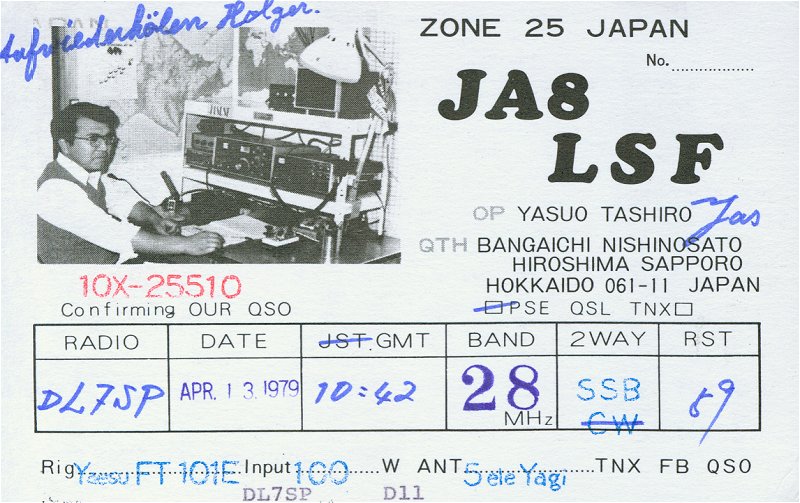 Aufwiederhölen Holger.
ZONE 25 JAPAN
No. ..................
JA8
LSF
OP YASUO TASHIRO Yas
QTH BANGAICHI NISHINOSATO
HIROSHIMA SAPPORO
HOKKAIDO 061-11 JAPAN
10X-25510
Confirming OUR QSO
□PSE QSL TNX□
RADIO DATE JST.GMT BAND 2WAY RST
DL7SP APR. 13. 1979 10:42 28 MHz SSB CW 59
Rig Yaesu FT 101E Input 100 W ANT 5 ele Yagi TNX FB QSO
DL7SP D11